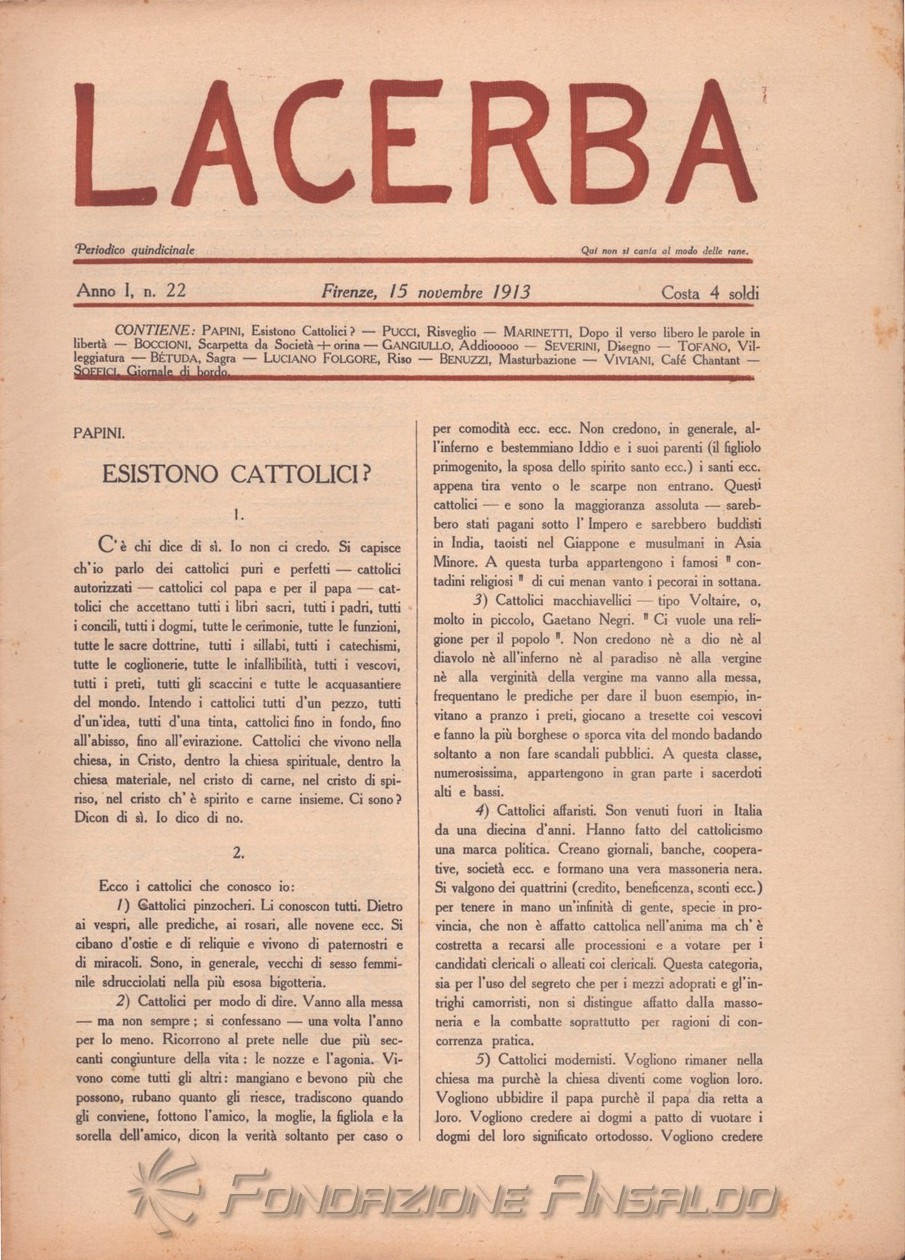 LACERBA
Periodico quindicinale
Qui non si canta al modo delle rane.
Anno I, n. 22
Firenze, 15 novembre 1913
Costa 4 soldi
CONTIENE: PAPINI, Esistono Cattolici? — PUCCI, Risveglio — MARINETTI, Dopo il verso libero le parole in
libertà — BOCCIONI, Scarpetta da Società + orina — GANGIULLO, Addiooooo — SEVERINI, Disegno — TOFANO, Vil-
leggiatura — BÉTUDA, Sagra — LUCIANO FOLGORE, Riso — BENUZZI, Masturbazione — VIVIANI, Café Chantant —
SOFFICI, Giornale di bordo.
PAPINI.
ESISTONO CATTOLICI?
1.
C'è chi dice di sì. Io non ci credo. Si capisce
ch'io parlo dei cattolici puri e perfetti — cattolici
autorizzati — cattolici col papa e per il papa — cat-
tolici che accettano tutti i libri sacri, tutti i padri, tutti
i concili, tutti i dogmi, tutte le cerimonie, tutte le funzioni,
tutte le sacre dottrine, tutti i sillabi, tutti i catechismi,
tutte le coglionerie, tutte le infallibilità, tutti i vescovi,
tutti i preti, tutti gli scaccini e tutte le acquasantiere
del mondo. Intendo i cattolici tutti d'un pezzo, tutti
d'un'idea, tutti d'una tinta, cattolici fino in fondo, fino
all'abisso, fino all'evirazione. Cattolici che vivono nella
chiesa, in Cristo, dentro la chiesa spirituale, dentro la
chiesa materiale, nel cristo di carne, nel cristo di spi-
riso, nel cristo ch' è spirito e carne insieme. Ci sono?
Dicon di sì. Io dico di no.
2.
Ecco i cattolici che conosco io:
1) Cattolici pinzocheri. Li conoscon tutti. Dietro
ai vespri, alle prediche, ai rosari, alle novene ecc. Si
cibano d'ostie e di reliquie e vivono di paternostri e
di miracoli. Sono, in generale, vecchi di sesso femmi-
nile sdrucciolati nella più esosa bigotteria.
2) Cattolici per modo di dire. Vanno alla messa
— ma non sempre ; si confessano — una volta l'anno
per lo meno. Ricorrono al prete nelle due più sec-
canti congiunture della vita : le nozze e l'agonia. Vi-
vono come tutti gli altri : mangiano e bevono più che
possono, rubano quanto gli riesce, tradiscono quando
gli conviene, fottono l'amico, la moglie, la figliola e la
sorella dell'amico, dicon la verità soltanto per caso o
per comodità ecc. ecc. Non credono, in generale, al-
l'inferno e bestemmiano Iddio e i suoi parenti (il figliolo
primogenito, la sposa dello spirito santo ecc.) i santi ecc.
appena tira vento o le scarpe non entrano. Questi
cattolici — e sono la maggioranza assoluta — sareb-
bero stati pagani sotto l' Impero e sarebbero buddisti
in India, taoisti nel Giappone e musulmani in Asia
Minore. A questa turba appartengono i famosi " con-
tadini religiosi " di cui menan vanto i pecorai in sottana.
3) Cattolici macchiavellici — tipo Voltaire, o,
molto in piccolo, Gaetano Negri. " Ci vuole una reli-
gione per il popolo ". Non credono nè a dio nè al
diavolo nè all'inferno nè al paradiso nè alla vergine
nè alla verginità della vergine ma vanno alla messa,
frequentano le prediche per dare il buon esempio, in-
vitano a pranzo i preti, giocano a tresette coi vescovi
e fanno la più borghese o sporca vita del mondo badando
soltanto a non fare scandali pubblici. A questa classe,
numerosissima, appartengono in gran parte i sacerdoti
alti e bassi.
4) Cattolici affaristi. Son venuti fuori in Italia
da una diecina d'anni. Hanno fatto del cattolicismo
una marca politica. Creano giornali, banche, coopera-
tive, società ecc. e formano una vera massoneria nera.
Si valgono dei quattrini (credito, beneficenza, sconti ecc.)
per tenere in mano un'infinità di gente, specie in pro-
vincia, che non è affatto cattolica nell'anima ma ch' è
costretta a recarsi alle processioni e a votare per i
candidati clericali o alleati coi clericali. Questa categoria,
sia per l'uso del segreto che per i mezzi adoprati e gl'in-
trighi camorristi, non si distingue affatto dalla masso-
neria e la combatte soprattutto per ragioni di con-
correnza pratica.
5) Cattolici modernisti. Vogliono rimaner nella
chiesa ma purchè la chiesa diventi come voglion loro.
Vogliono ubbidire il papa purchè il papa dia retta a
loro. Vogliono credere ai dogmi a patto di vuotare i
dogmi del loro significato ortodosso. Vogliono credere
FONDAZIONE ANSALDO